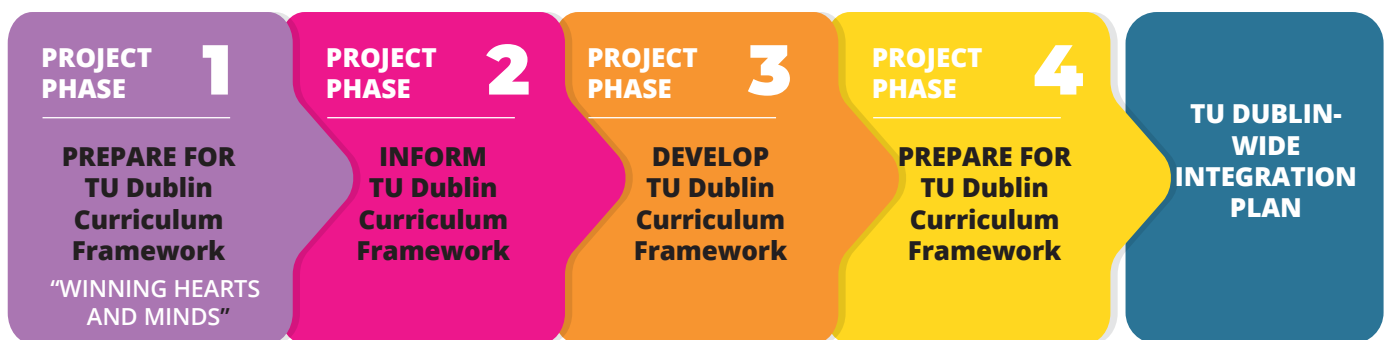 PROJECT
PHASE
1
PREPARE FOR
TU Dublin
Curriculum
Framework
“WINNING HEARTS
AND MINDS”
PROJECT
PHASE
2
INFORM
TU Dublin
Curriculum
Framework
PROJECT
PHASE
3
DEVELOP
TU Dublin
Curriculum
Framework
PROJECT
PHASE
4
PREPARE FOR
TU Dublin
Curriculum
Framework
TU DUBLIN-
WIDE
INTEGRATION
PLAN